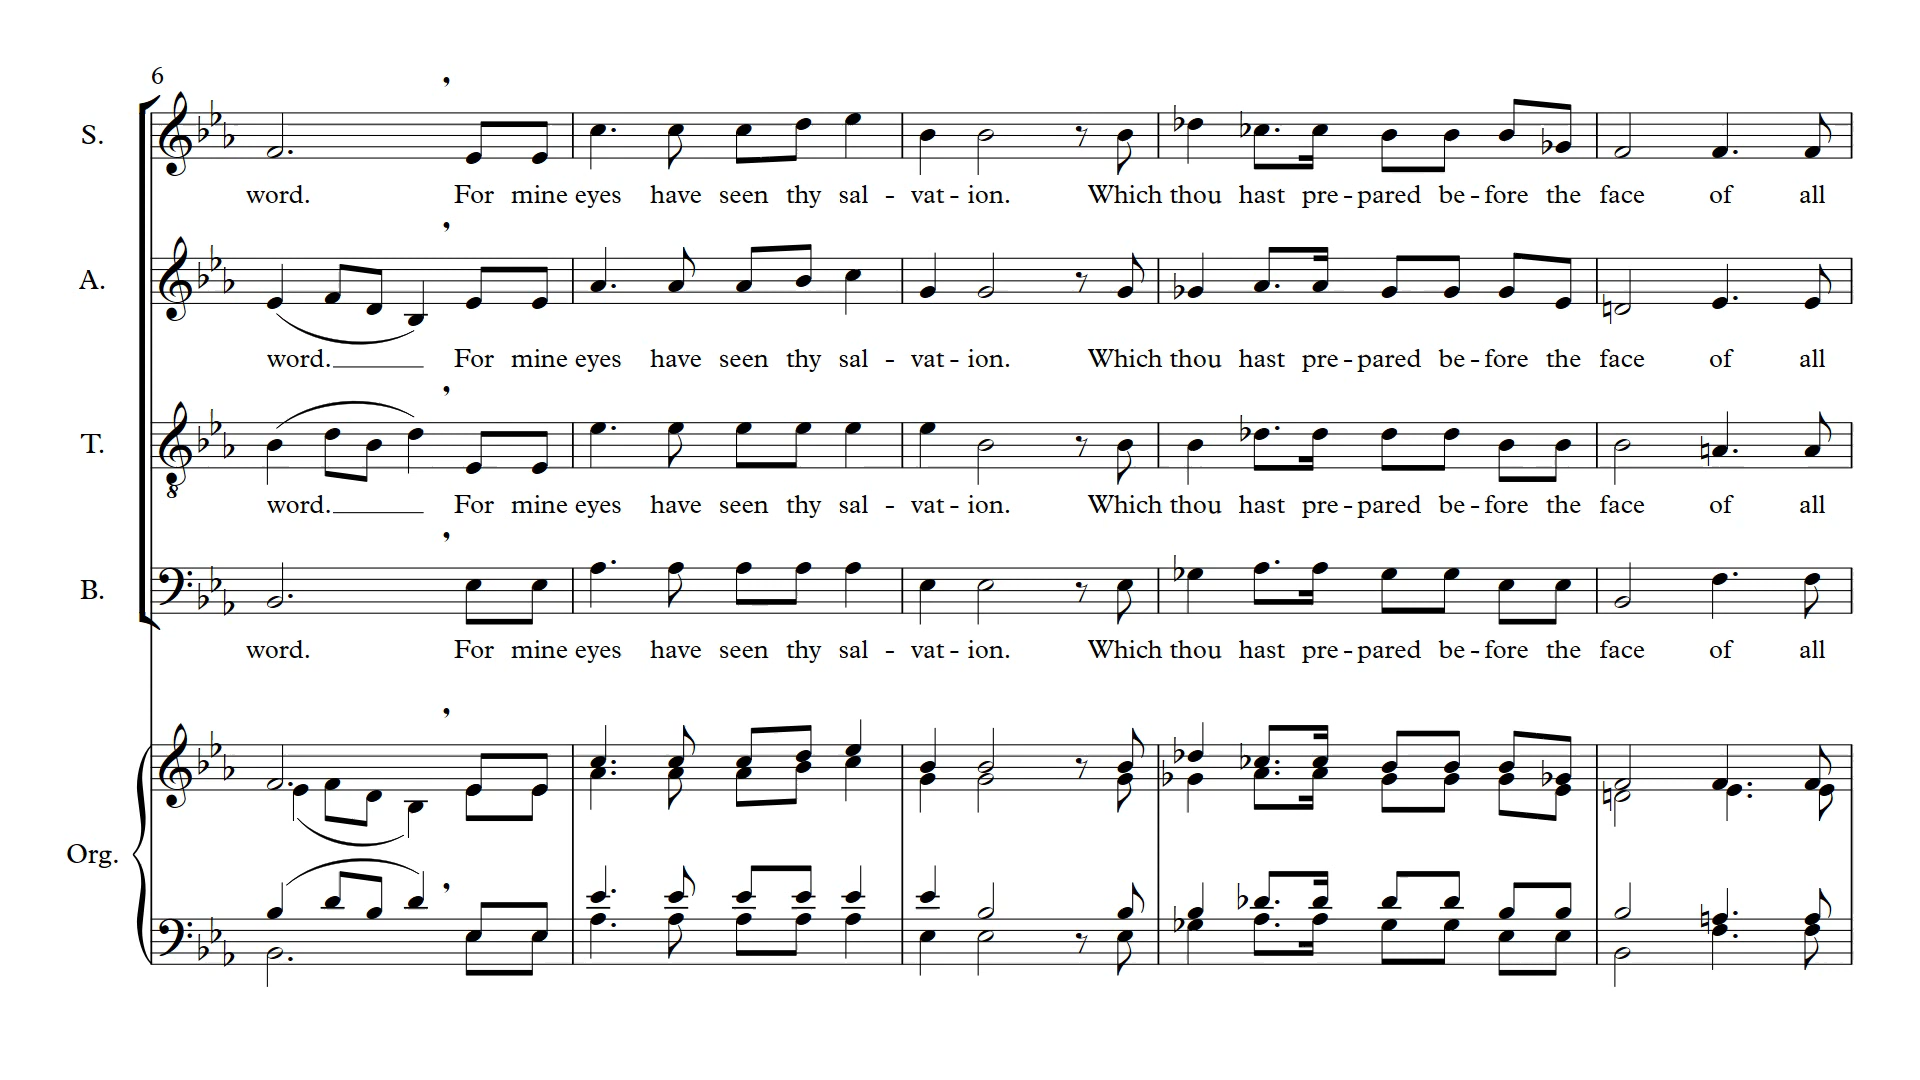 6
S.
word. For mine eyes have seen thy sal - vat - ion. Which thou hast pre - pared be - fore the face of all
A.
word.____ For mine eyes have seen thy sal - vat - ion. Which thou hast pre - pared be - fore the face of all
T.
8
word.____ For mine eyes have seen thy sal - vat - ion. Which thou hast pre - pared be - fore the face of all
B.
word. For mine eyes have seen thy sal - vat - ion. Which thou hast pre - pared be - fore the face of all
Org.